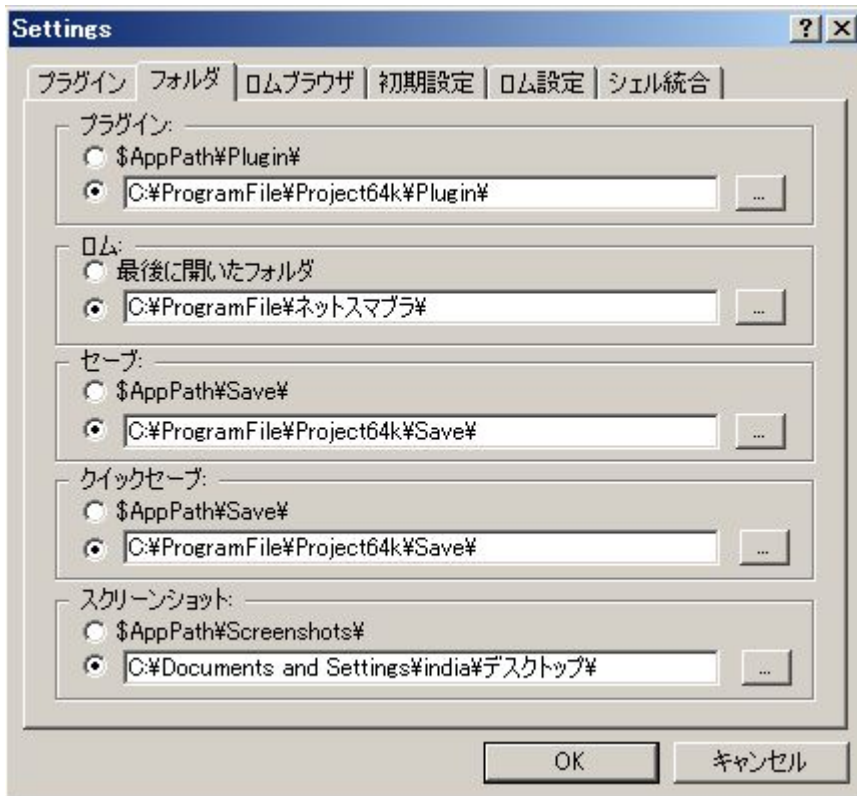 Settings
プラグイン フォルダ ロムブラウザ 初期設定 ロム設定 シェル統合
プラグイン:
$AppPath¥Plugin¥
C:¥ProgramFile¥Project64k¥Plugin¥
...
ロム:
最後に開いたフォルダ
C:¥ProgramFile¥ネットスマブラ¥
...
セーブ:
$AppPath¥Save¥
C:¥ProgramFile¥Project64k¥Save¥
...
クイックセーブ:
$AppPath¥Save¥
C:¥ProgramFile¥Project64k¥Save¥
...
スクリーンショット:
$AppPath¥Screenshots¥
C:¥Documents and Settings¥india¥デスクトップ¥
...
OK キャンセル